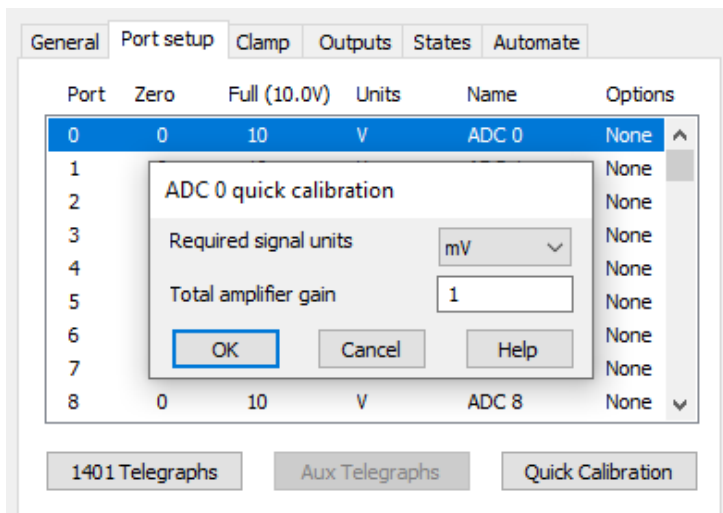 General Port setup Clamp Outputs States Automate
Port Zero Full (10.0V) Units Name Options
0 0 10 V ADC 0 None
1 None
2 None
3 None
4 None
5 None
6 None
7 None
8 0 10 V ADC 8 None
ADC 0 quick calibration
Required signal units mV
Total amplifier gain 1
OK Cancel Help
1401 Telegraphs Aux Telegraphs Quick Calibration